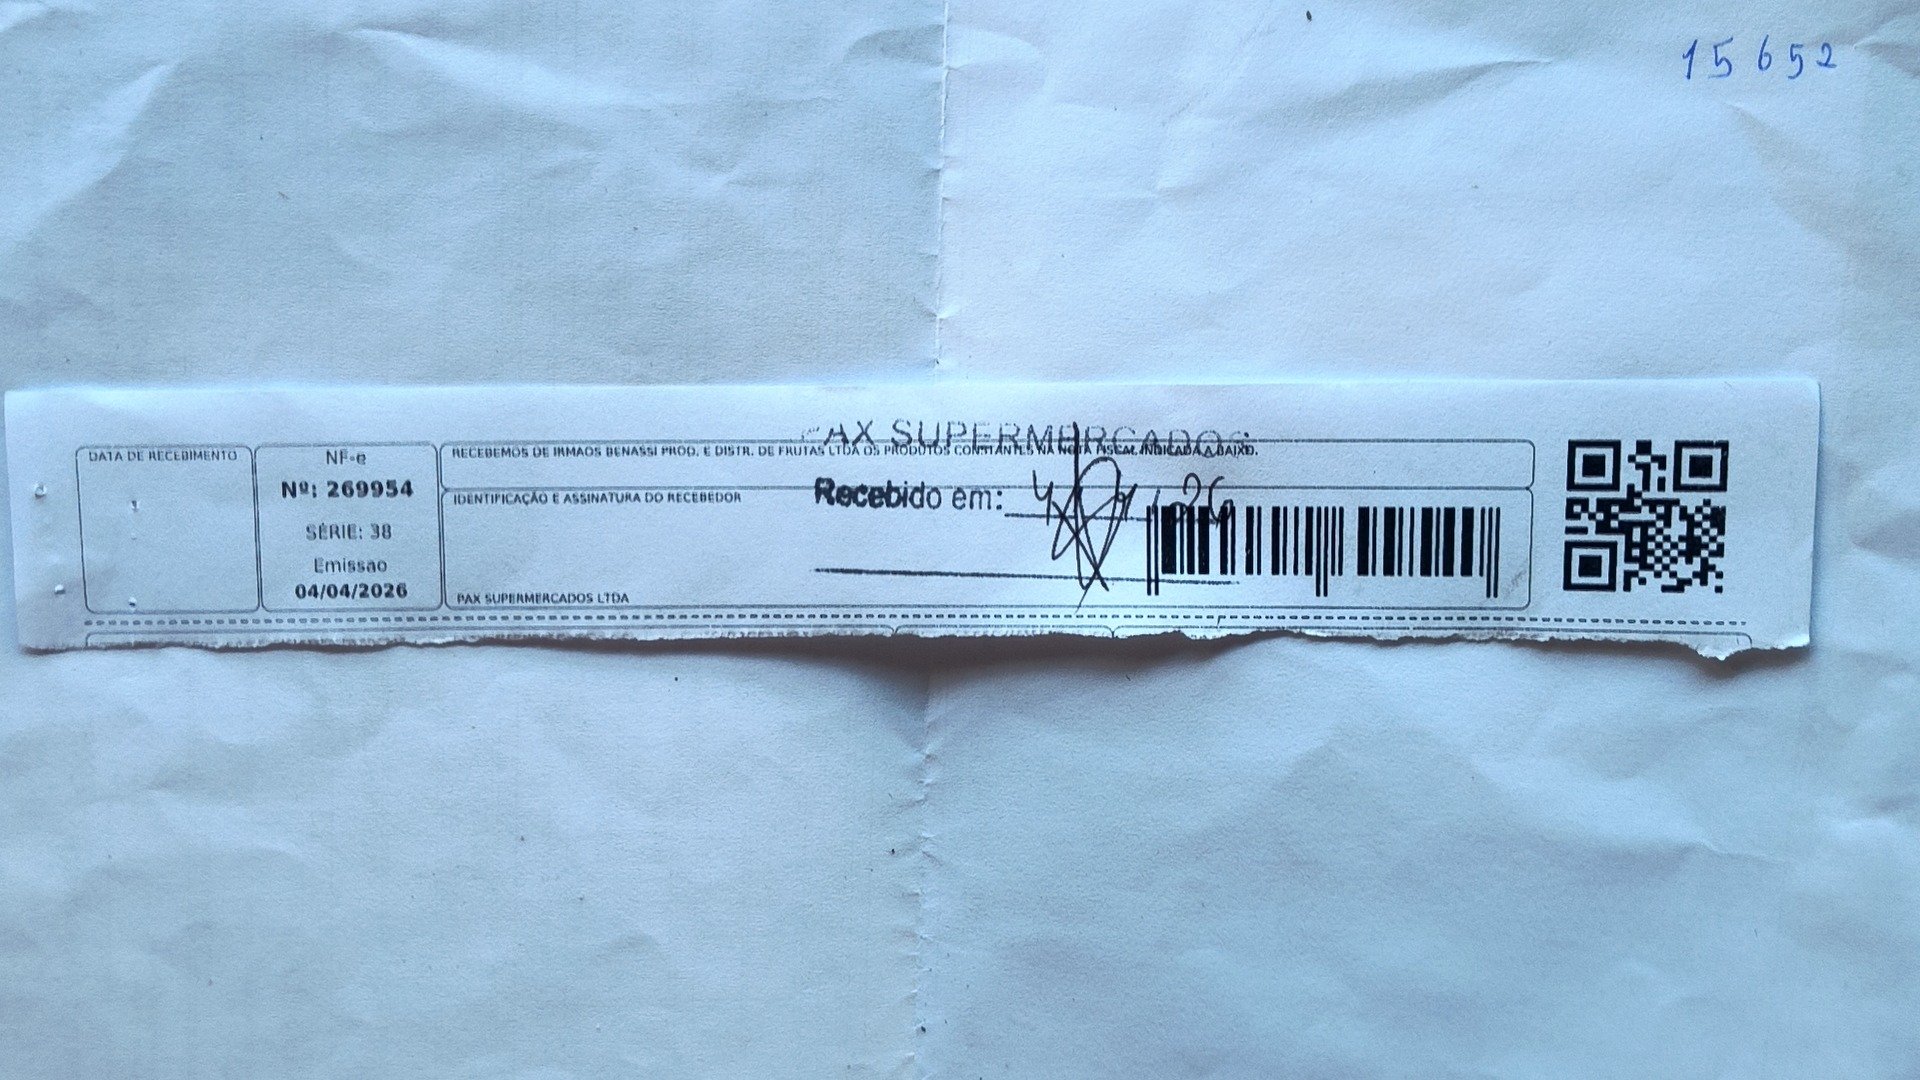 15652
PAX SUPERMERCADOS
DATA DE RECEBIMENTO
NF-e
Nº: 269954
SÉRIE: 38
Emissao
04/04/2026
RECEBEMOS DE IRMAOS BENASSI PROD. E DISTR. DE FRUTAS LTDA OS PRODUTOS CONSTANTES NA NOTA FISCAL INDICADA A BAIXO.
IDENTIFICAÇÃO E ASSINATURA DO RECEBEDOR
Recebido em:
PAX SUPERMERCADOS LTDA